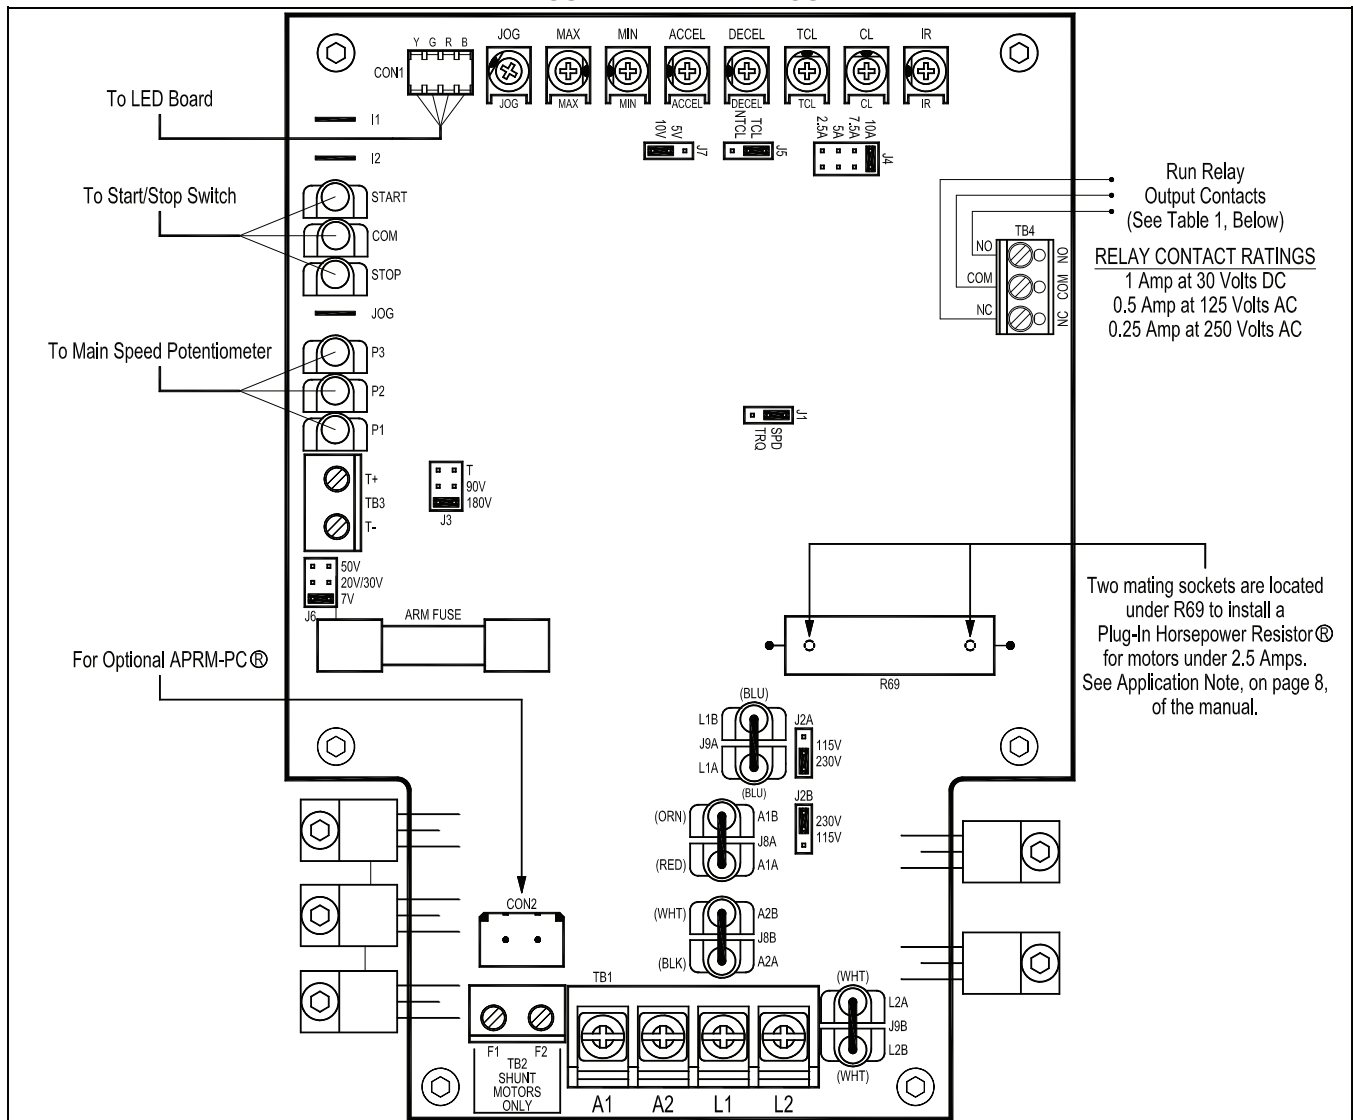 JOG MAX MIN ACCEL DECEL TCL CL IR
Y G R B
CON1
JOG MAX MIN ACCEL DECEL TCL CL IR
To LED Board
I1
I2
10V 5V
J7
NTCL TCL
J5
2.5A 5A 7.5A 10A
J4
To Start/Stop Switch
START
COM
STOP
JOG
Run Relay
Output Contacts
(See Table 1, Below)
TB4
NO
COM
NC
NO
COM
NC
RELAY CONTACT RATINGS
1 Amp at 30 Volts DC
0.5 Amp at 125 Volts AC
0.25 Amp at 250 Volts AC
To Main Speed Potentiometer
P3
P2
P1
J1
TRQ SPD
T+
TB3
T-
T
90V
180V
J3
50V
20V/30V
7V
J6
ARM FUSE
Two mating sockets are located
under R69 to install a
Plug-In Horsepower Resistor®
for motors under 2.5 Amps.
See Application Note, on page 8,
of the manual.
R69
For Optional APRM-PC®
(BLU)
L1B
J9A
L1A
(BLU)
J2A
115V
230V
J2B
230V
115V
(ORN) A1B
J8A
(RED) A1A
CON2
(WHT) A2B
J8B
(BLK) A2A
TB1
(WHT)
L2A
J9B
L2B
(WHT)
F1 F2
TB2
SHUNT
MOTORS
ONLY
A1 A2 L1 L2